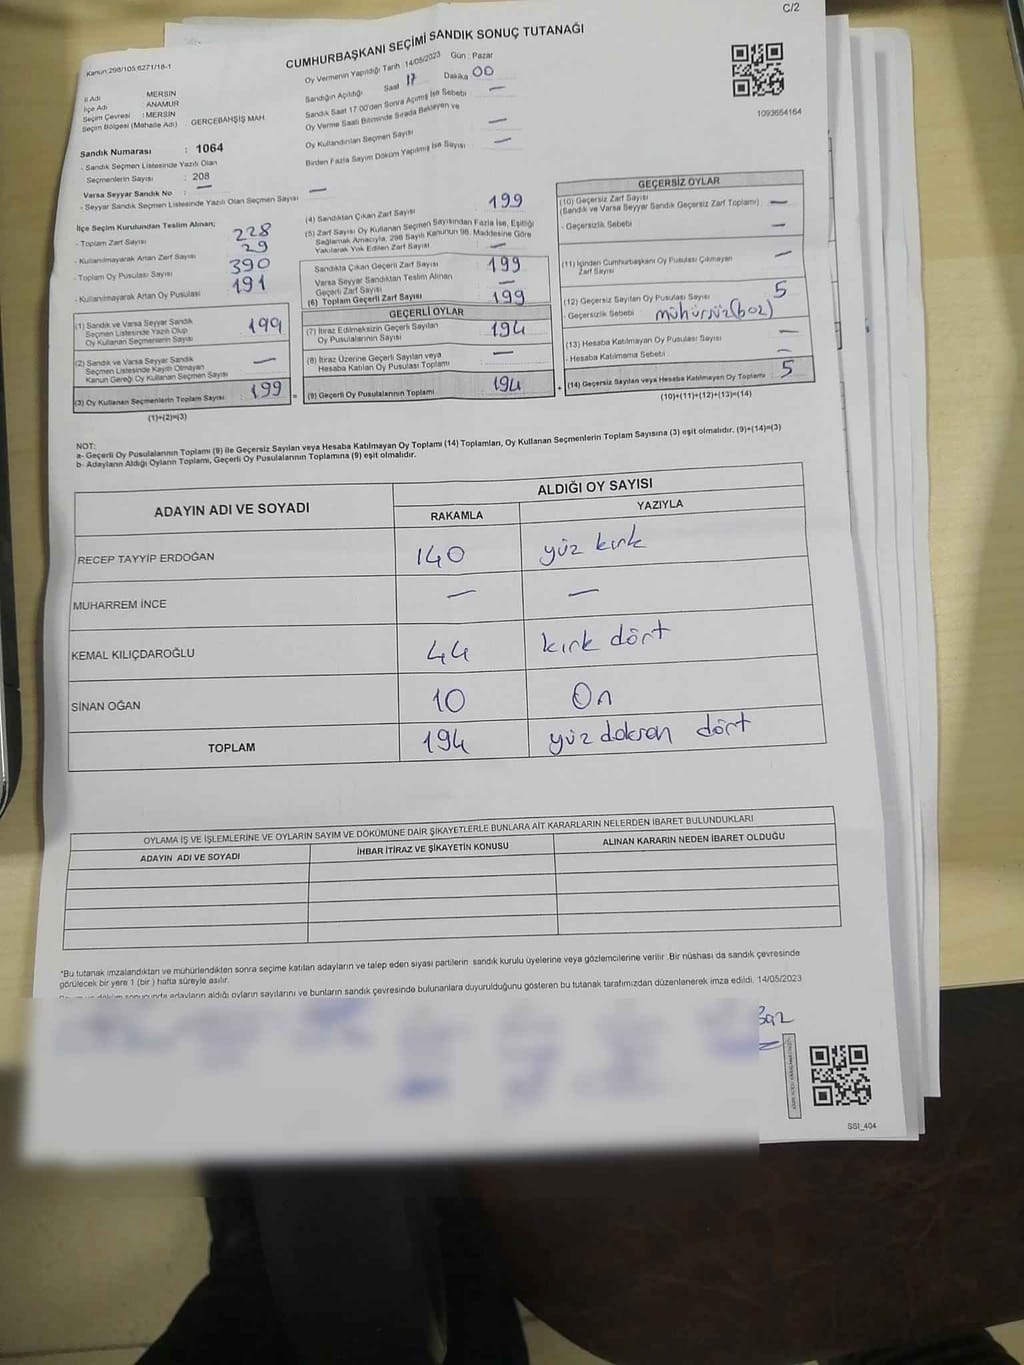 C/2
Kanun:298/105,6271/18-1
CUMHURBAŞKANI SEÇİMİ SANDIK SONUÇ TUTANAĞI
Oy Vermenin Yapıldığı Tarih :14/05/2023 Gün : Pazar
Sandığın Açıldığı Saat 17 Dakika 00
Sandık Saat 17.00'den Sonra Açılmış İse Sebebi —
Oy Verme Saati Bitiminde Sırada Bekleyen ve
Oy Kullandırılan Seçmen Sayısı —
Birden Fazla Sayım Döküm Yapılmış İse Sayısı —
1093654164
İl Adı : MERSİN
İlçe Adı : ANAMUR
Seçim Çevresi : MERSİN
Seçim Bölgesi (Mahalle Adı) : GERCEBAHŞİŞ MAH.
Sandık Numarası : 1064
- Sandık Seçmen Listesinde Yazılı Olan
Seçmenlerin Sayısı : 208
Varsa Seyyar Sandık No : —
- Seyyar Sandık Seçmen Listesinde Yazılı Olan Seçmen Sayısı —
İlçe Seçim Kurulundan Teslim Alınan;
- Toplam Zarf Sayısı 228
- Kullanılmayarak Artan Zarf Sayısı 29
- Toplam Oy Pusulası Sayısı 390
- Kullanılmayarak Artan Oy Pusulası 191
(1) Sandık ve Varsa Seyyar Sandık
Seçmen Listesinde Yazılı Olup
Oy Kullanan Seçmenlerin Sayısı 199
(2) Sandık ve Varsa Seyyar Sandık
Seçmen Listesinde Kayıtlı Olmayan
Kanun Gereği Oy Kullanan Seçmen Sayısı —
(3) Oy Kullanan Seçmenlerin Toplam Sayısı 199
(1)+(2)=(3)
(4) Sandıktan Çıkan Zarf Sayısı 199
(5) Zarf Sayısı Oy Kullanan Seçmen Sayısından Fazla İse, Eşitliği
Sağlamak Amacıyla, 298 Sayılı Kanunun 98. Maddesine Göre
Yakılarak Yok Edilen Zarf Sayısı —
Sandıkta Çıkan Geçerli Zarf Sayısı 199
Varsa Seyyar Sandıktan Teslim Alınan
Geçerli Zarf Sayısı —
(6) Toplam Geçerli Zarf Sayısı 199
GEÇERLİ OYLAR
(7) İtiraz Edilmeksizin Geçerli Sayılan
Oy Pusulalarının Sayısı 194
(8) İtiraz Üzerine Geçerli Sayılan veya
Hesaba Katılan Oy Pusulası Toplamı —
(9) Geçerli Oy Pusulalarının Toplamı 194
GEÇERSİZ OYLAR
(10) Geçersiz Zarf Sayısı
(Sandık ve Varsa Seyyar Sandık Geçersiz Zarf Toplamı) —
- Geçersizlik Sebebi —
(11) İçinden Cumhurbaşkanı Oy Pusulası Çıkmayan
Zarf Sayısı —
(12) Geçersiz Sayılan Oy Pusulası Sayısı 5
- Geçersizlik Sebebi mühürsüz(boz)
(13) Hesaba Katılmayan Oy Pusulası Sayısı —
- Hesaba Katılmama Sebebi —
(14) Geçersiz Sayılan veya Hesaba Katılmayan Oy Toplamı 5
(10)+(11)+(12)+(13)=(14)
NOT:
a- Geçerli Oy Pusulalarının Toplamı (9) ile Geçersiz Sayılan veya Hesaba Katılmayan Oy Toplamı (14) Toplamları, Oy Kullanan Seçmenlerin Toplam Sayısına (3) eşit olmalıdır. (9)+(14)=(3)
b- Adayların Aldığı Oyların Toplamı, Geçerli Oy Pusulalarının Toplamına (9) eşit olmalıdır.
ADAYIN ADI VE SOYADI ALDIĞI OY SAYISI
RAKAMLA YAZIYLA
RECEP TAYYİP ERDOĞAN 140 yüz kırk
MUHARREM İNCE — —
KEMAL KILIÇDAROĞLU 44 kırk dört
SİNAN OĞAN 10 On
TOPLAM 194 yüz doksan dört
OYLAMA İŞ VE İŞLEMLERİNE VE OYLARIN SAYIM VE DÖKÜMÜNE DAİR ŞİKAYETLERLE BUNLARA AİT KARARLARIN NELERDEN İBARET BULUNDUKLARI
ADAYIN ADI VE SOYADI İHBAR İTİRAZ VE ŞİKAYETİN KONUSU ALINAN KARARIN NEDEN İBARET OLDUĞU
*Bu tutanak imzalandıktan ve mühürlendikten sonra seçime katılan adayların ve talep eden siyasi partilerin sandık kurulu üyelerine veya gözlemcilerine verilir .Bir nüshası da sandık çevresinde
görülecek bir yere 1 (bir ) hafta süreyle asılır.
sonucunda adayların aldığı oyların sayılarını ve bunların sandık çevresinde bulunanlara duyurulduğunu gösteren bu tutanak tarafımızdan düzenlenerek imza edildi. 14/05/2023
SSI_404